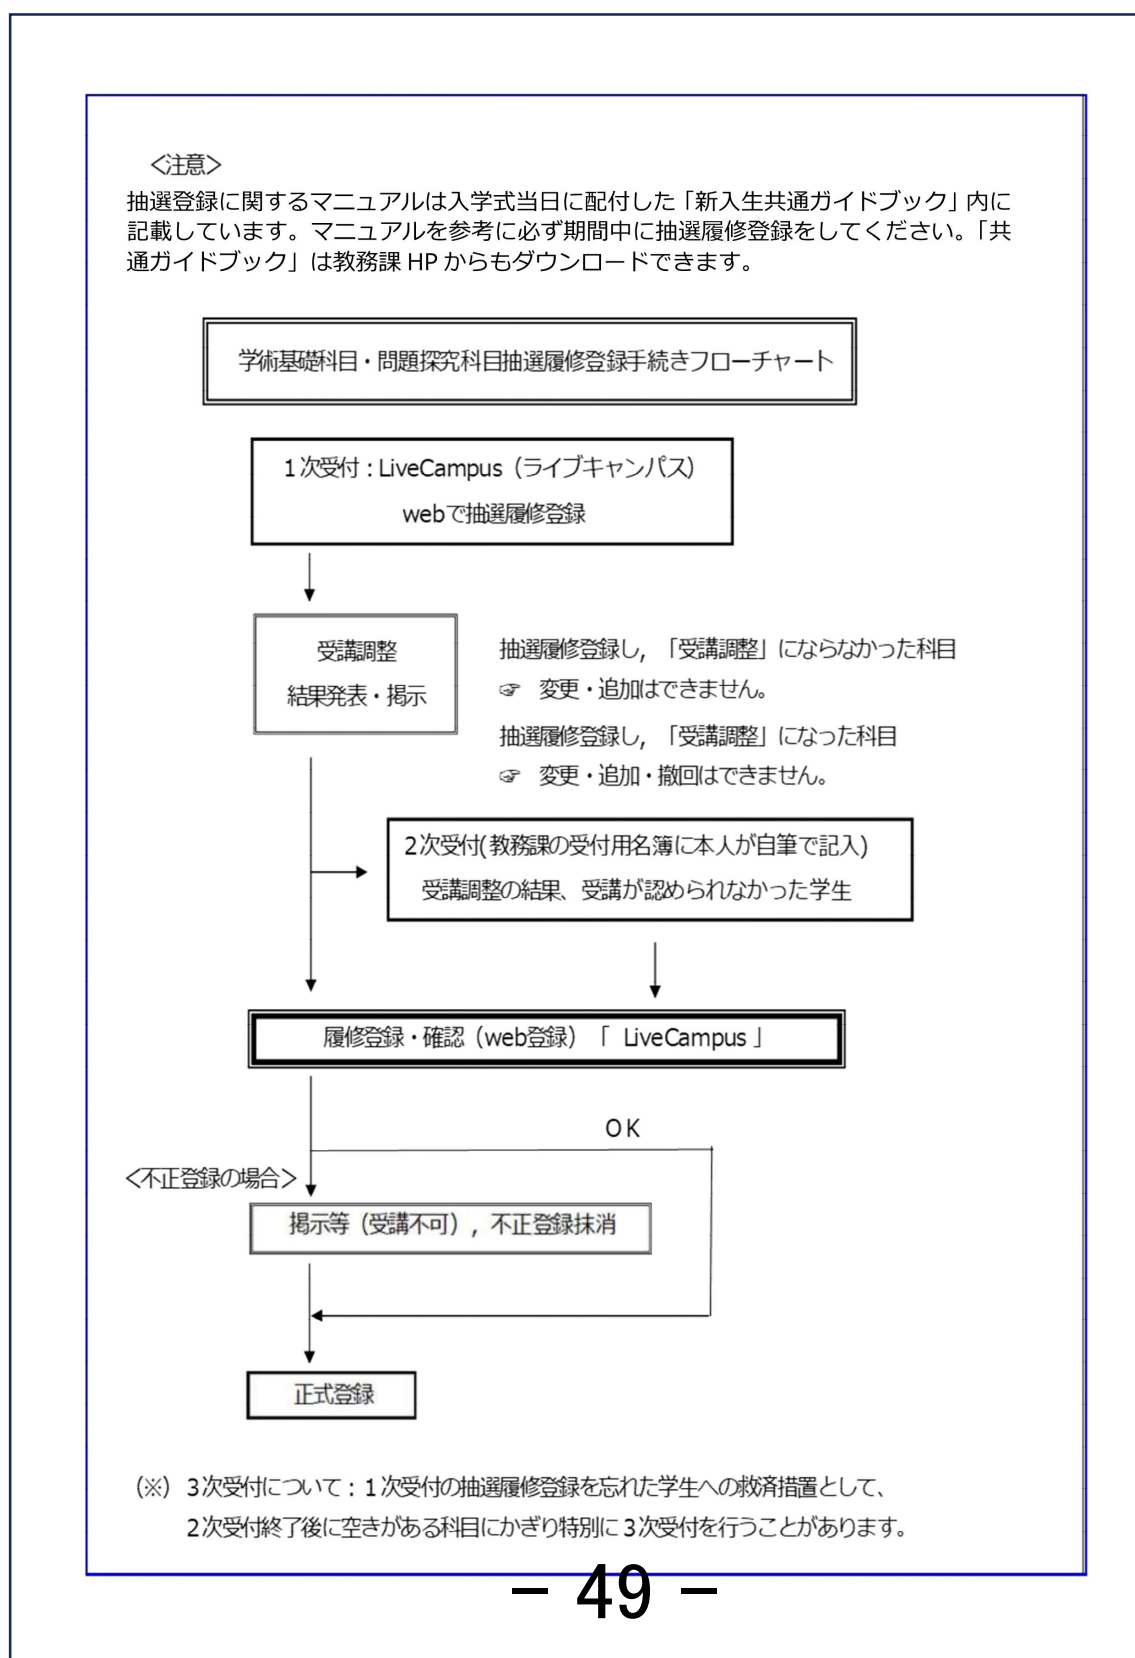 <注意>
抽選登録に関するマニュアルは入学式当日に配付した「新入生共通ガイドブック」内に
記載しています。マニュアルを参考に必ず期間中に抽選履修登録をしてください。「共
通ガイドブック」は教務課 HP からもダウンロードできます。
学術基礎科目・問題探究科目抽選履修登録手続きフローチャート
1次受付：LiveCampus（ライブキャンパス）
webで抽選履修登録
受講調整
結果発表・掲示
抽選履修登録し，「受講調整」にならなかった科目
☞ 変更・追加はできません。
抽選履修登録し，「受講調整」になった科目
☞ 変更・追加・撤回はできません。
2次受付(教務課の受付用名簿に本人が自筆で記入)
受講調整の結果、受講が認められなかった学生
履修登録・確認（web登録）「 LiveCampus 」
OK
<不正登録の場合>
掲示等（受講不可），不正登録抹消
正式登録
（※）3次受付について：1次受付の抽選履修登録を忘れた学生への救済措置として、
2次受付終了後に空きがある科目にかぎり特別に3次受付を行うことがあります。
－ 49 －